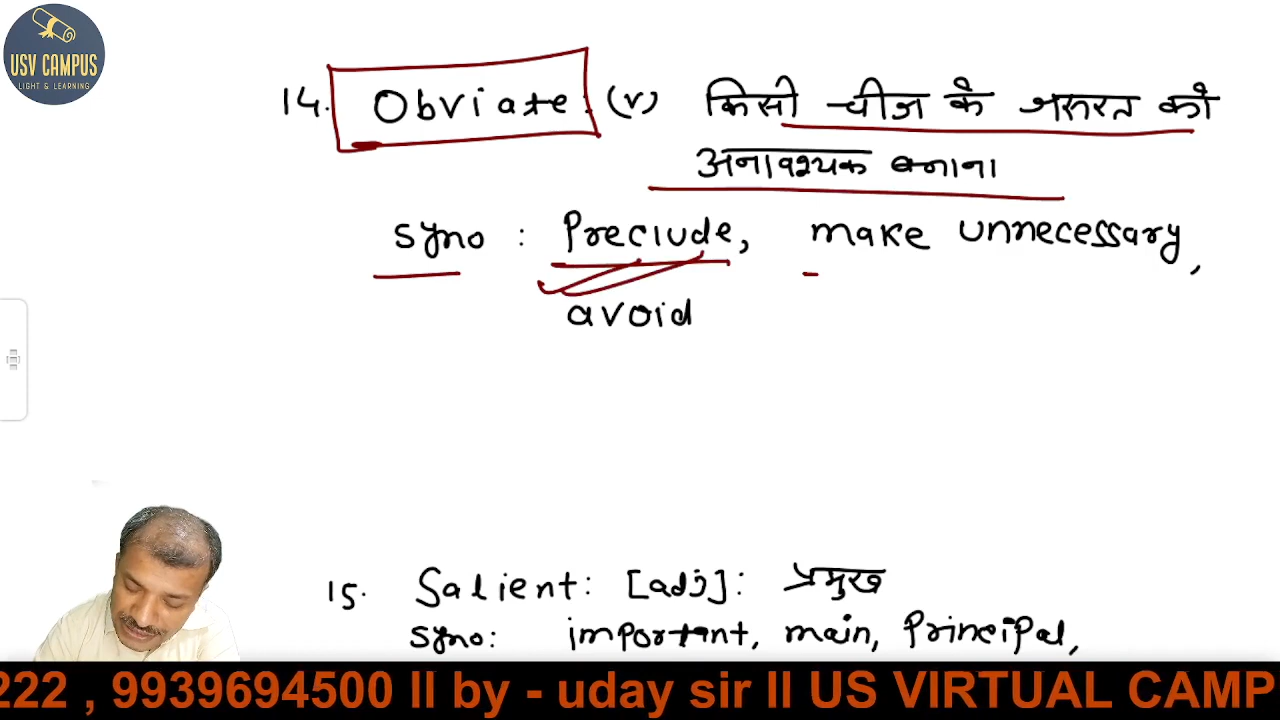 USV CAMPUS
LIGHT & LEARNING
14. Obviate (v) किसी चीज के जरुरत को
अनावश्यक बनाना
syno : Preclude, make unnecessary,
avoid
15. Salient: [adj]: प्रमुख
syno: important, main, Principal,
222 , 9939694500 ll by - uday sir ll US VIRTUAL CAMP